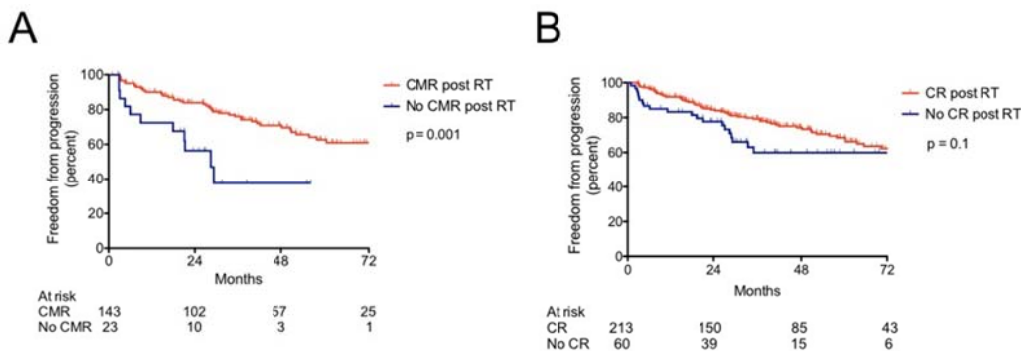 A
Freedom from progression
(percent)
100
80
60
40
20
0
0 24 48 72
Months
CMR post RT
No CMR post RT
p = 0.001
At risk
CMR 143 102 57 25
No CMR 23 10 3 1
B
Freedom from progression
(percent)
100
80
60
40
20
0
0 24 48 72
Months
CR post RT
No CR post RT
p = 0.1
At risk
CR 213 150 85 43
No CR 60 39 15 6